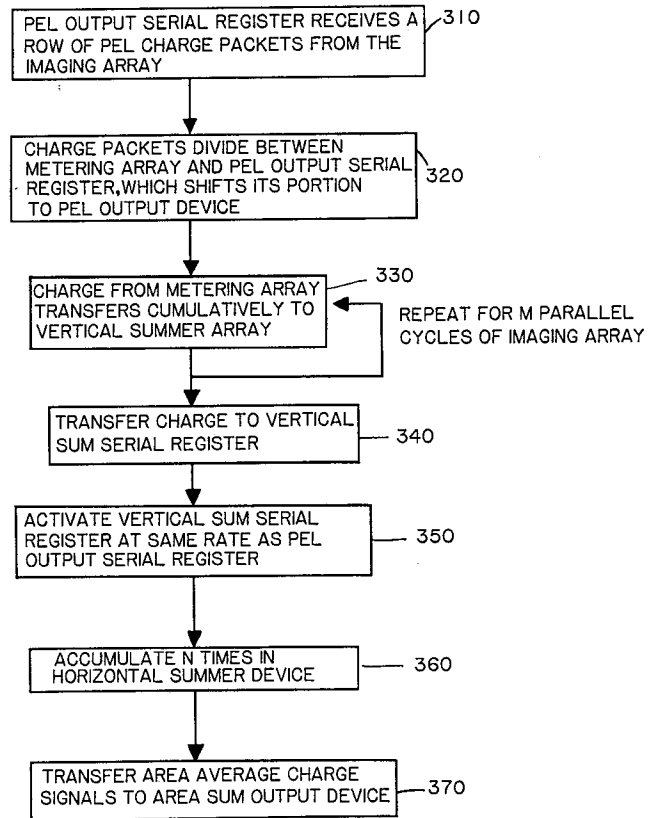 PEL OUTPUT SERIAL REGISTER RECEIVES A
ROW OF PEL CHARGE PACKETS FROM THE
IMAGING ARRAY
310
CHARGE PACKETS DIVIDE BETWEEN
METERING ARRAY AND PEL OUTPUT SERIAL
REGISTER, WHICH SHIFTS ITS PORTION
TO PEL OUTPUT DEVICE
320
CHARGE FROM METERING ARRAY
TRANSFERS CUMULATIVELY TO
VERTICAL SUMMER ARRAY
330
REPEAT FOR M PARALLEL
CYCLES OF IMAGING ARRAY
TRANSFER CHARGE TO VERTICAL
SUM SERIAL REGISTER
340
ACTIVATE VERTICAL SUM SERIAL
REGISTER AT SAME RATE AS PEL
OUTPUT SERIAL REGISTER
350
ACCUMULATE N TIMES IN
HORIZONTAL SUMMER DEVICE
360
TRANSFER AREA AVERAGE CHARGE
SIGNALS TO AREA SUM OUTPUT DEVICE
370